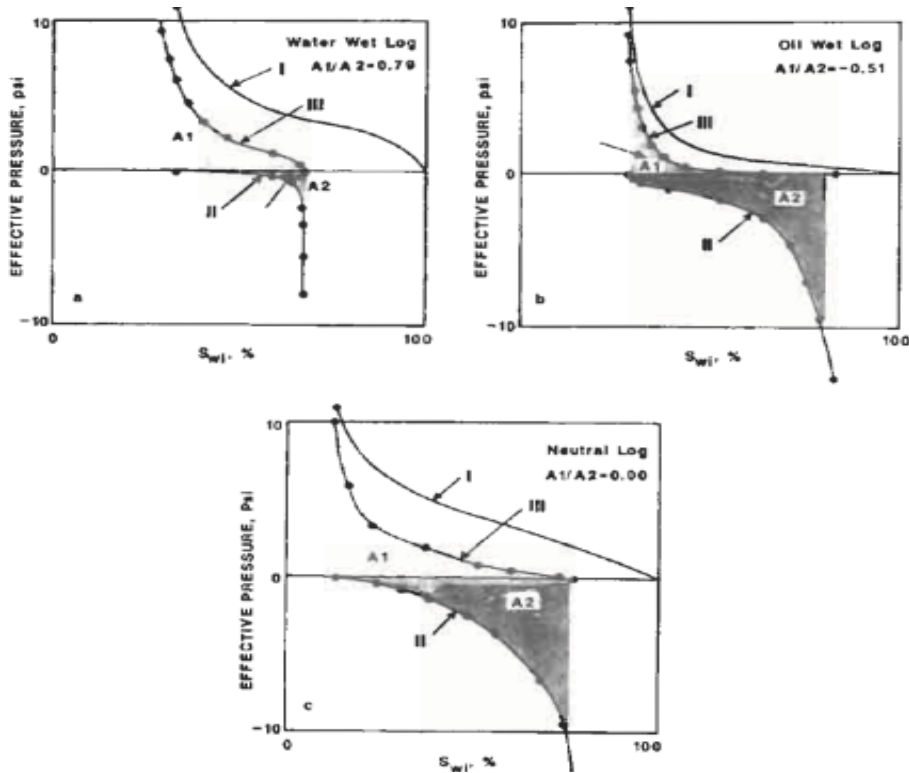 10
Water Wet Log
A1/A2=0.79
I
III
A1
0
A2
II
EFFECTIVE PRESSURE, psi
a
-10
0
100
Swi, %
10
Oil Wet Log
A1/A2=-0.51
I
III
A1
0
A2
II
EFFECTIVE PRESSURE, psi
b
-10
0
100
Swi, %
10
Neutral Log
A1/A2=0.00
I
III
A1
0
A2
II
EFFECTIVE PRESSURE, Psi
c
-10
0
100
Swi, %